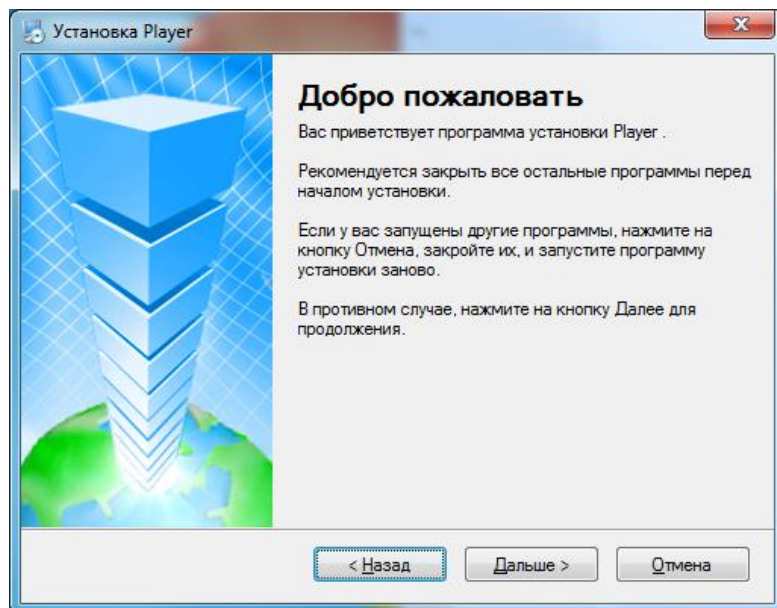 Установка Player
Добро пожаловать
Вас приветствует программа установки Player .
Рекомендуется закрыть все остальные программы перед
началом установки.
Если у вас запущены другие программы, нажмите на
кнопку Отмена, закройте их, и запустите программу
установки заново.
В противном случае, нажмите на кнопку Далее для
продолжения.
< Назад
Дальше >
Отмена